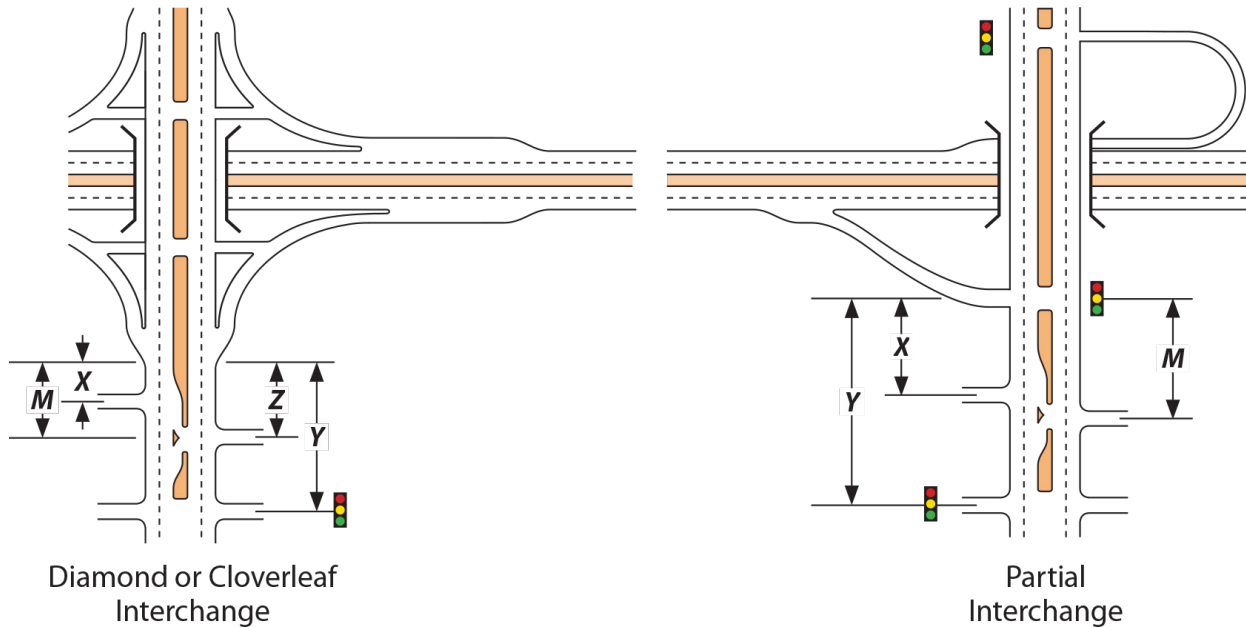 X
M
Z
Y
Diamond or Cloverleaf
Interchange
X
M
Y
Partial
Interchange